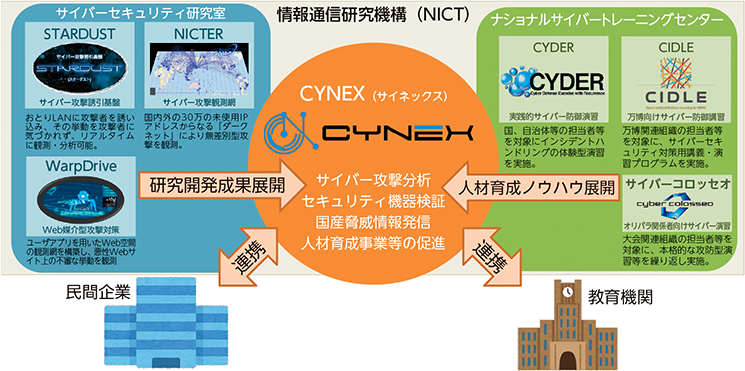 情報通信研究機構（NICT）
サイバーセキュリティ研究室
STARDUST
サイバー攻撃誘引基盤
STARDUST
サイバー攻撃誘引基盤
おとりLANに攻撃者を誘い
込み、その挙動を攻撃者に
気づかれず。リアルタイム
に観測・分析可能。
NICTER
サイバー攻撃観測網
国内外の30万の未使用IP
アドレスからなる「ダーク
ネット」により無差別型攻
撃を観測。
WarpDrive
Web媒介型攻撃対策
ユーザアプリを用いたWeb空間
の観測網を構築し、悪性Webサ
イト上の不審な挙動を観測
研究開発成果展開
CYNEX（サイネックス）
CYNEX
サイバー攻撃分析
セキュリティ機器検証
国産脅威情報発信
人材育成事業等の促進
ナショナルサイバートレーニングセンター
CYDER
CYDER
Cyber Defense Exercise with Recurrence
実践的サイバー防御演習
国、自治体等の担当者等
を対象にインシデントハ
ンドリングの体験型演習
を実施。
CIDLE
CIDLE
万博向けサイバー防御講習
万博関連組織の担当者等
を対象に、サイバーセキ
ュリティ対策用講義・演
習プログラムを実施。
サイバーコロッセオ
cyber colosseo
オリパラ関係者向けサイバー演習
大会関連組織の担当者等を
対象に、本格的な攻防型演
習等を繰り返し実施。
人材育成ノウハウ展開
連携
連携
民間企業
教育機関